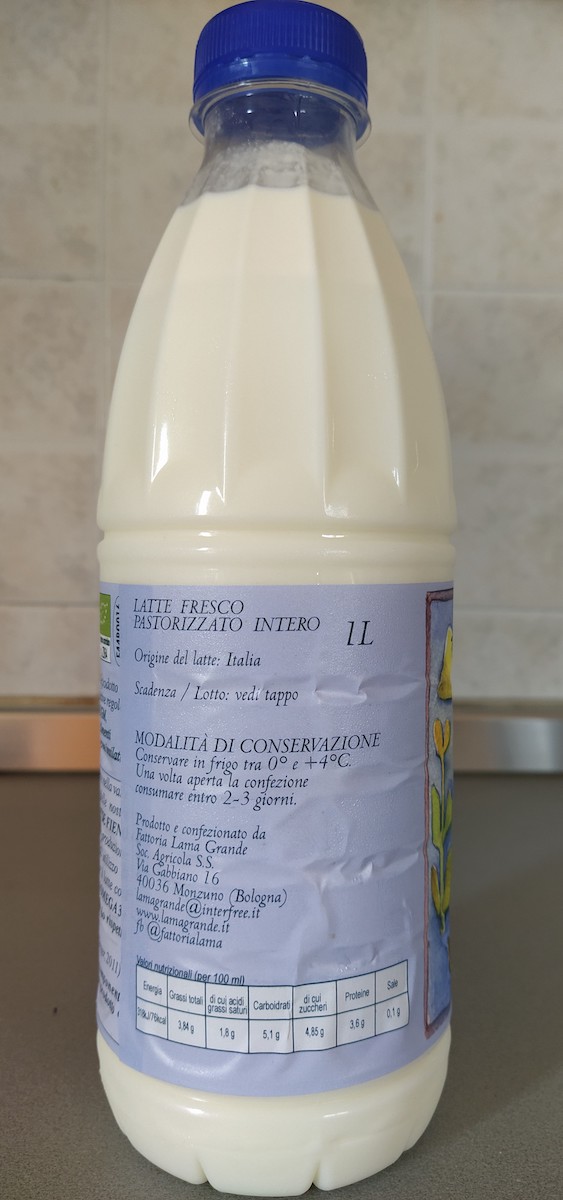 LATTE FRESCO
PASTORIZZATO INTERO 1L
Origine del latte: Italia
Scadenza / Lotto: vedi tappo
MODALITÀ DI CONSERVAZIONE
Conservare in frigo tra 0° e +4°C.
Una volta aperta la confezione
consumare entro 2-3 giorni.
Prodotto e confezionato da
Fattoria Lama Grande
Soc. Agricola S.S.
Via Gabbiano 16
40036 Monzuno (Bologna)
lamagrande@interfree.it
www.lamagrande.it
fb @fattorialama
Valori nutrizionali (per 100 ml)
Energia Grassi totali di cui acidi grassi saturi Carboidrati di cui zuccheri Proteine Sale
3,84 g 1,8 g 5,1 g 4,85 g 3,6 g 0,1 g